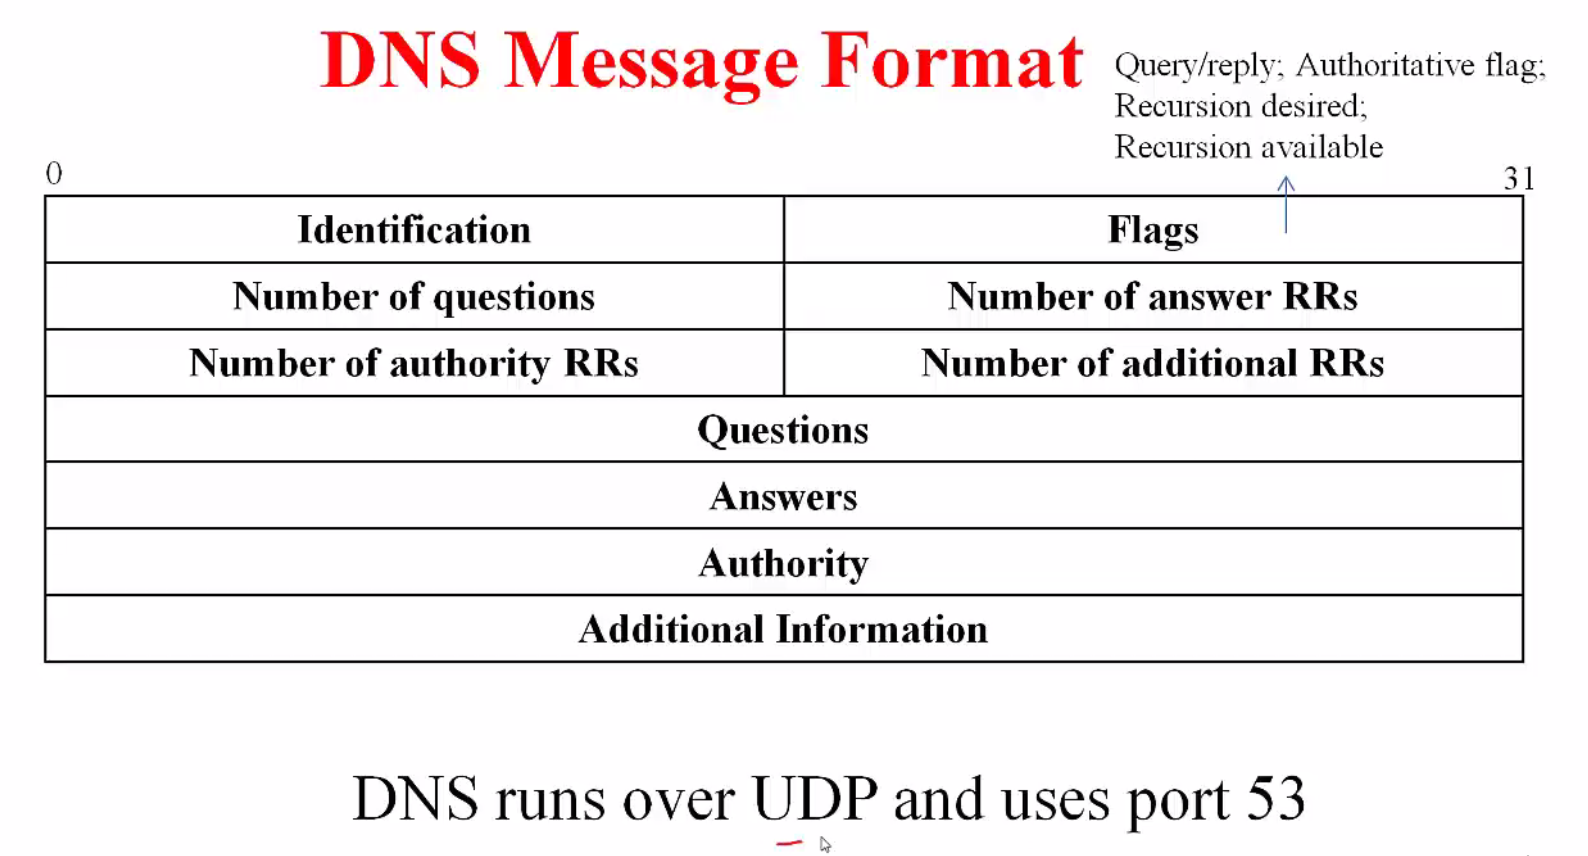 DNS Message Format
Query/reply; Authoritative flag;
Recursion desired;
Recursion available
0
31
Identification
Flags
Number of questions
Number of answer RRs
Number of authority RRs
Number of additional RRs
Questions
Answers
Authority
Additional Information
DNS runs over UDP and uses port 53